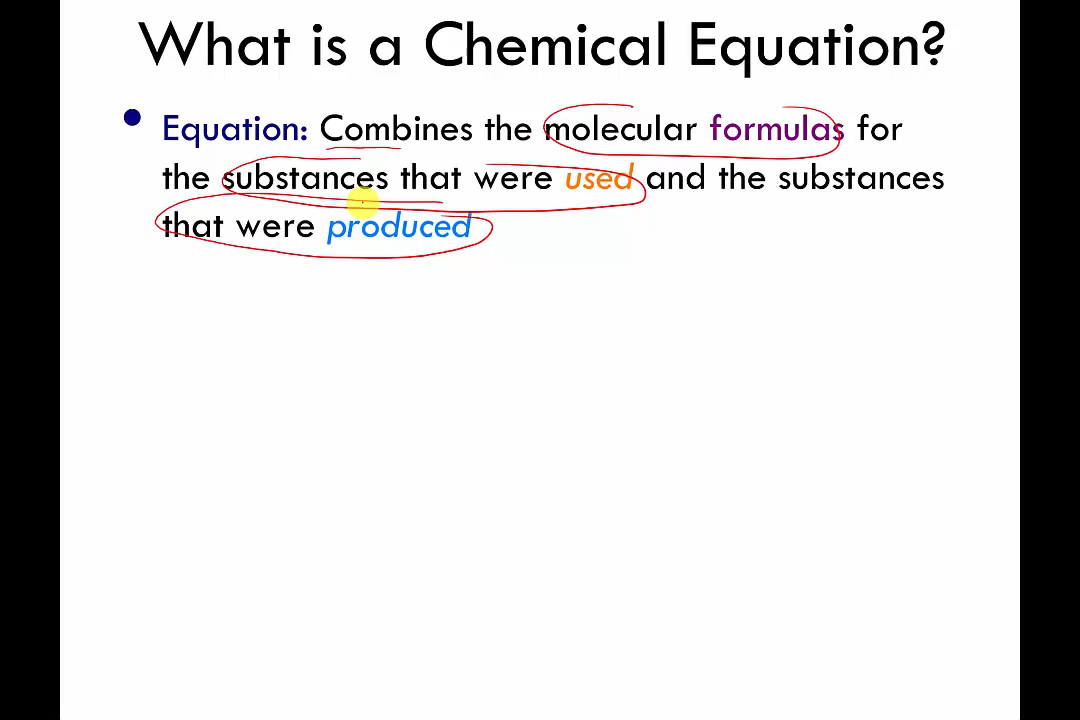 What is a Chemical Equation?
• Equation: Combines the molecular formulas for
the substances that were used and the substances
that were produced